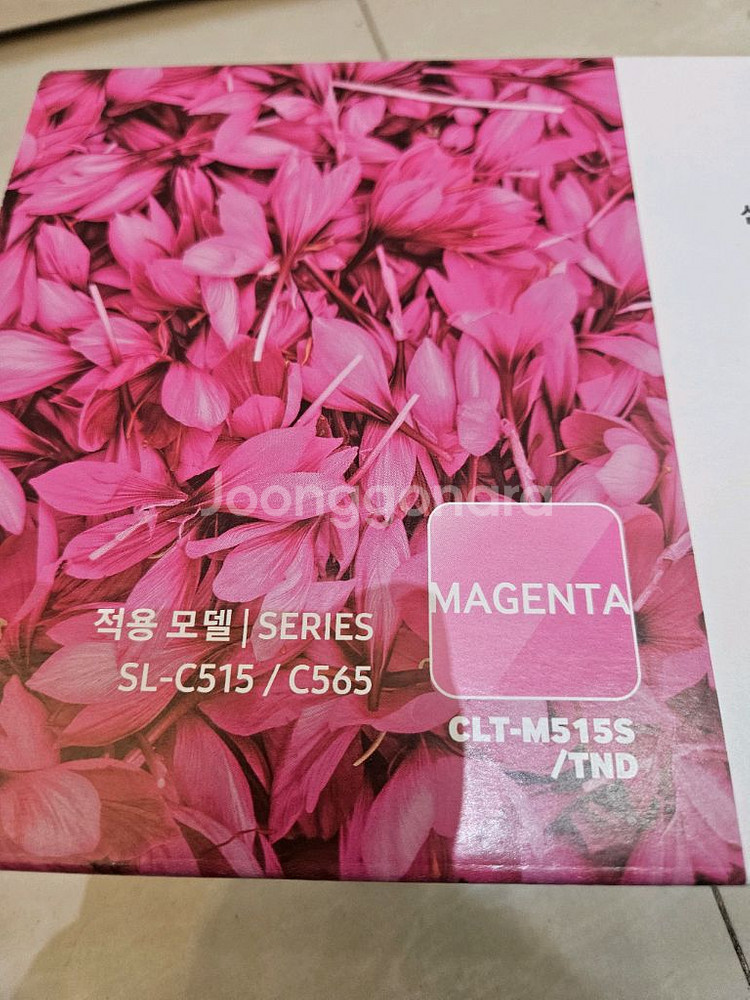 Joonggonara
MAGENTA
적용 모델 | SERIES
SL-C515 / C565
CLT-M515S
/TND